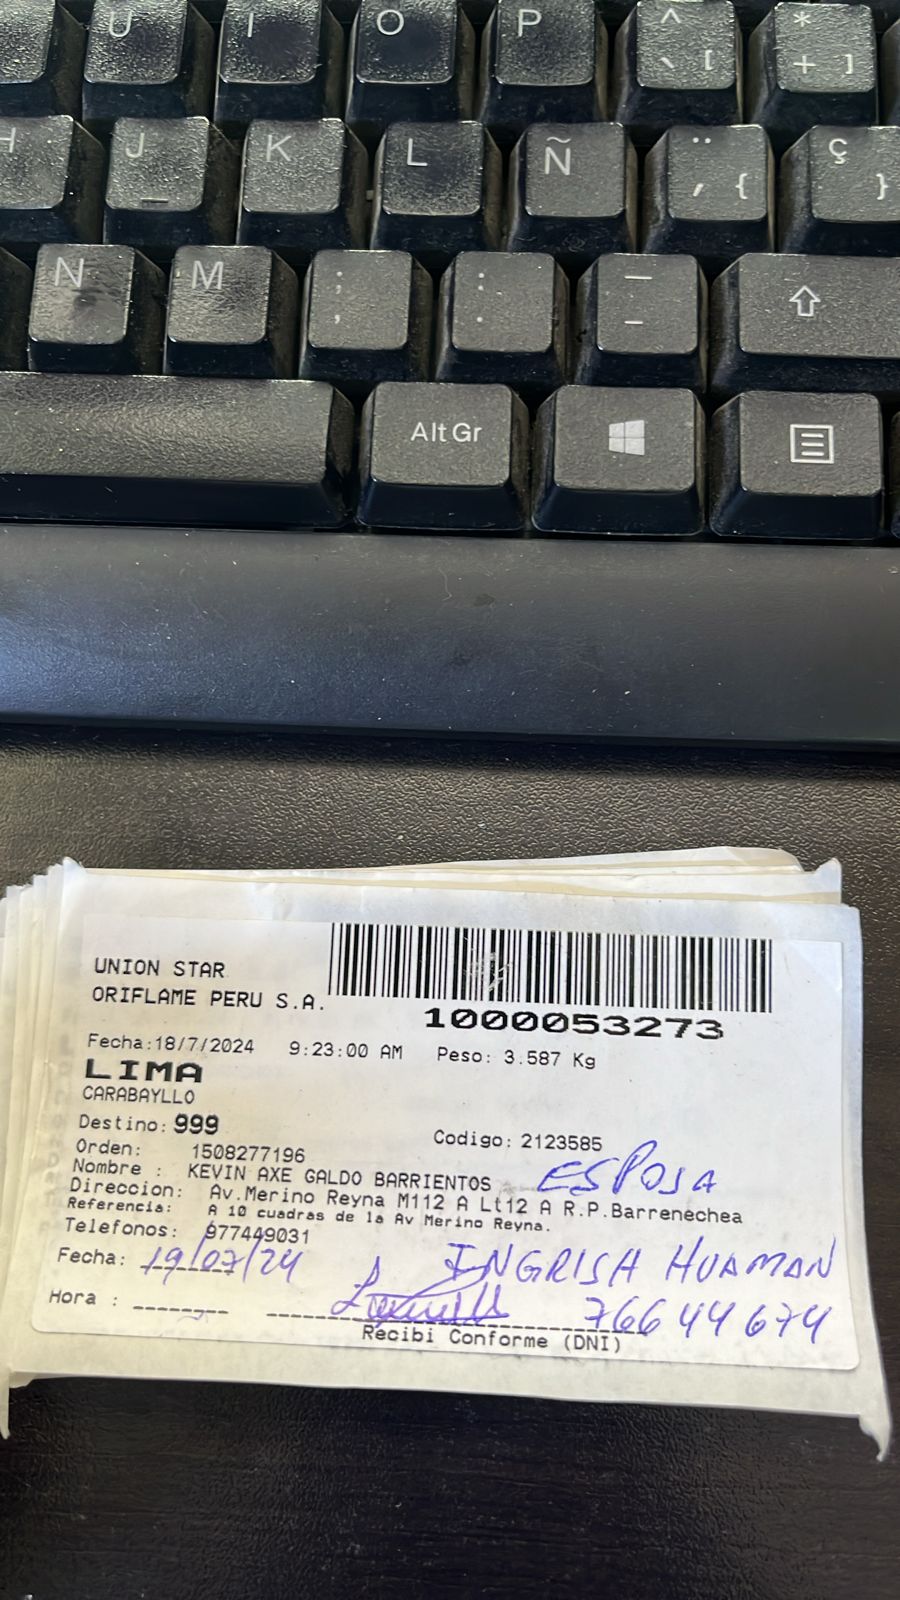 U I O P ^ ` [ * + ]
H J K L Ñ ¨ ´ { Ç }
N M ; , : . — -
AltGr
UNION STAR
ORIFLAME PERU S.A.
1000053273
Fecha:18/7/2024 9:23:00 AM Peso: 3.587 Kg
LIMA
CARABAYLLO
Destino: 999
Codigo: 2123585
Orden: 1508277196
Nombre : KEVIN AXE GALDO BARRIENTOS ESPOSA
Direccion: Av.Merino Reyna M112 A Lt12 A R.P.Barrenechea
Referencia: A 10 cuadras de la Av Merino Reyna.
Telefonos: 977449031
Fecha: 19/07/24 INGRISH HUAMAN
Hora : 76644674
Recibi Conforme (DNI)